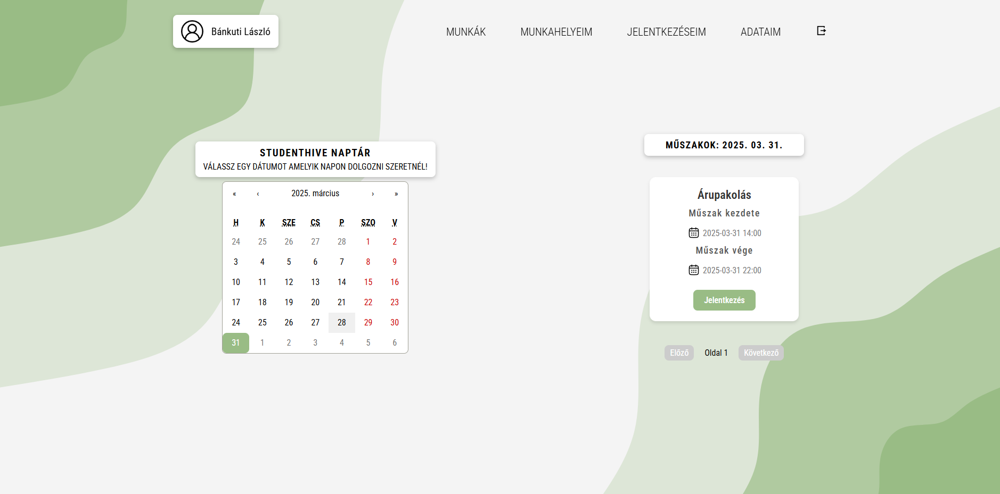 Bánkuti László
MUNKÁK MUNKAHELYEIM JELENTKEZÉSEIM ADATAIM
STUDENTHIVE NAPTÁR
VÁLASSZ EGY DÁTUMOT AMELYIK NAPON DOLGOZNI SZERETNÉL!
« ‹ 2025. március › »
H K SZE CS P SZO V
24 25 26 27 28 1 2
3 4 5 6 7 8 9
10 11 12 13 14 15 16
17 18 19 20 21 22 23
24 25 26 27 28 29 30
31 1 2 3 4 5 6
MŰSZAKOK: 2025. 03. 31.
Árupakolás
Műszak kezdete
2025-03-31 14:00
Műszak vége
2025-03-31 22:00
Jelentkezés
Előző Oldal 1 Következő